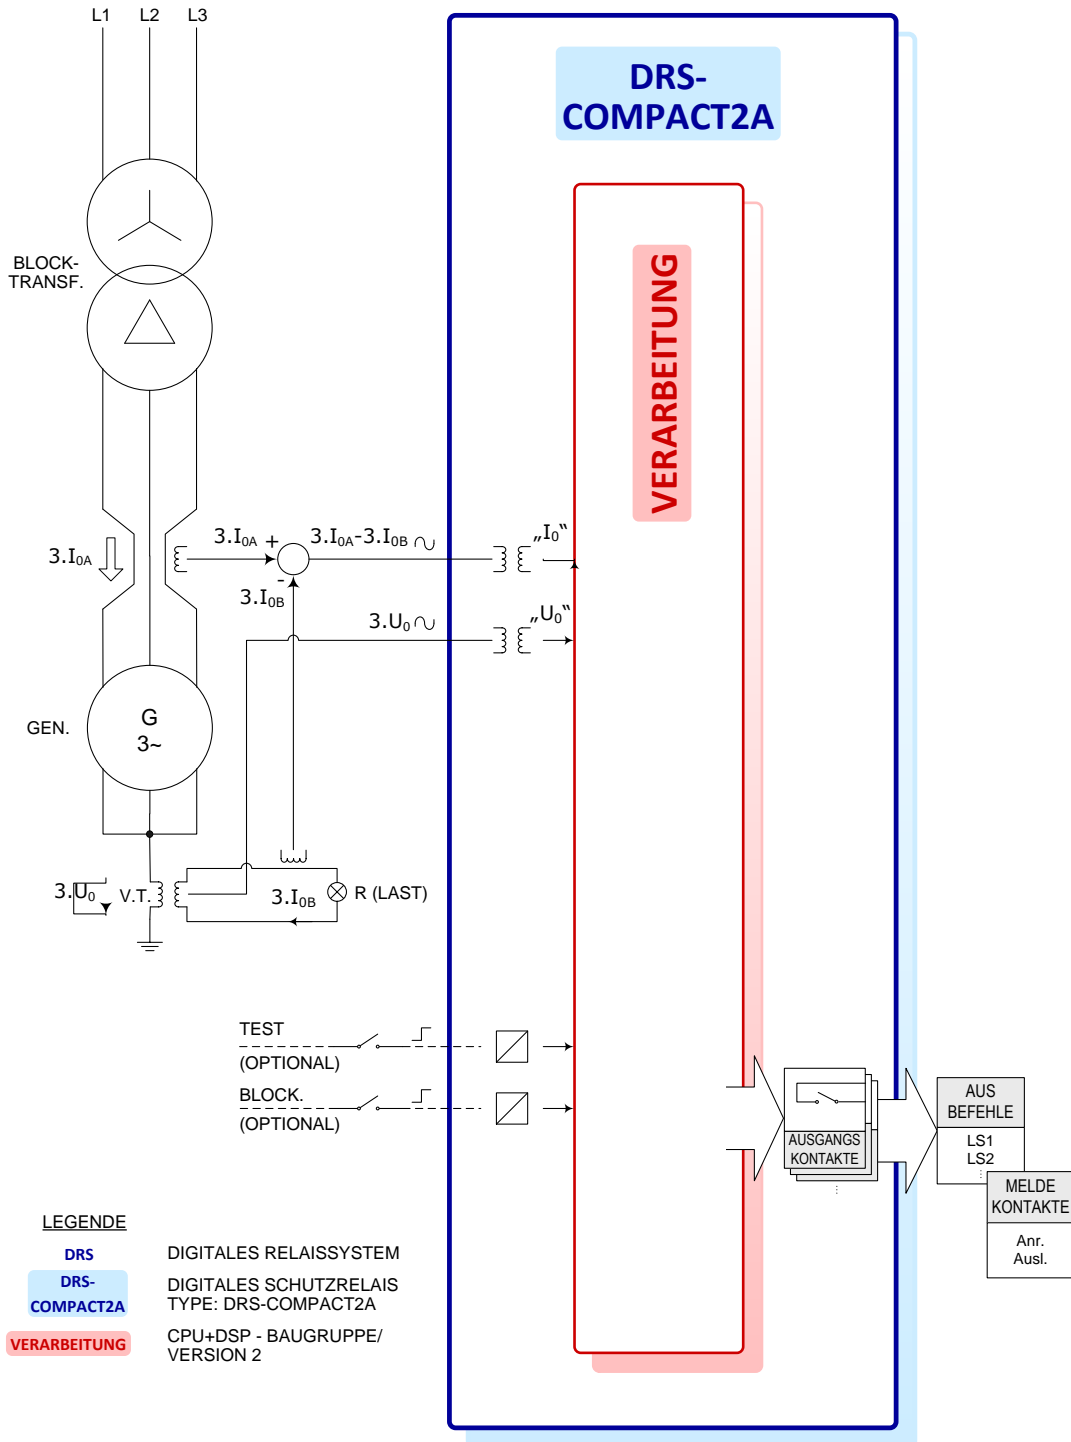 L1 L2 L3
DRS-
COMPACT2A
VERARBEITUNG
BLOCK-
TRANSF.
3.I0A
3.I0A +
3.I0A-3.I0B
„I0“
-
3.I0B
3.U0
„U0“
GEN.
G
3~
3.U0
V.T.
3.I0B
R (LAST)
TEST
(OPTIONAL)
BLOCK.
(OPTIONAL)
AUSGANGS
KONTAKTE
⋮
AUS
BEFEHLE
LS1
LS2
⋮
MELDE
KONTAKTE
Anr.
Ausl.
LEGENDE
DRS DIGITALES RELAISSYSTEM
DRS-
COMPACT2A
DIGITALES SCHUTZRELAIS
TYPE: DRS-COMPACT2A
VERARBEITUNG
CPU+DSP - BAUGRUPPE/
VERSION 2